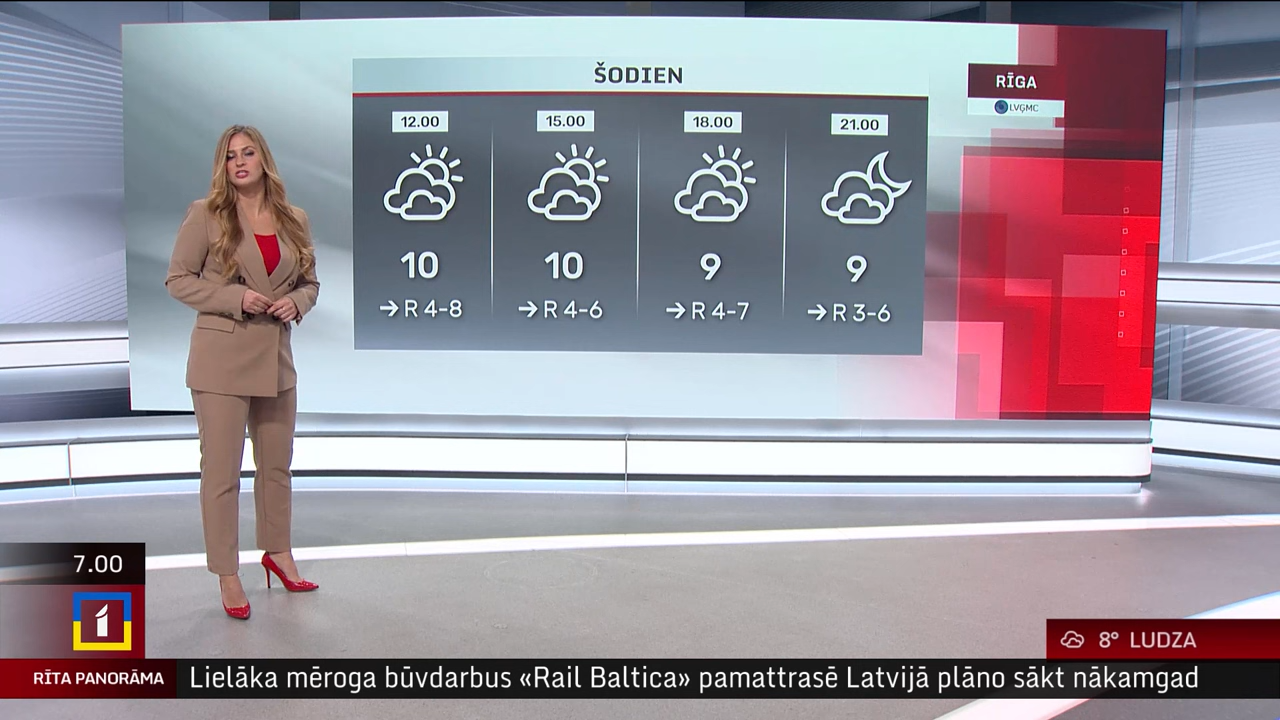 ŠODIEN
RĪGA
LVĢMC
12.00 15.00 18.00 21.00
10 10 9 9
→ R 4-8 → R 4-6 → R 4-7 → R 3-6
7.00
1
8° LUDZA
RĪTA PANORĀMA Lielāka mēroga būvdarbus «Rail Baltica» pamattrasē Latvijā plāno sākt nākamgad